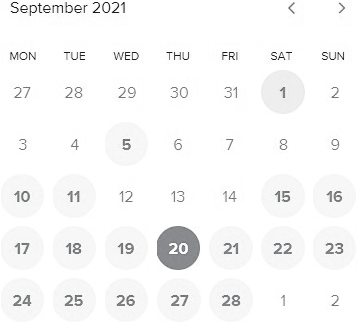 September 2021
MON TUE WED THU FRI SAT SUN
27 28 29 30 31 1 2
3 4 5 6 7 8 9
10 11 12 13 14 15 16
17 18 19 20 21 22 23
24 25 26 27 28 1 2